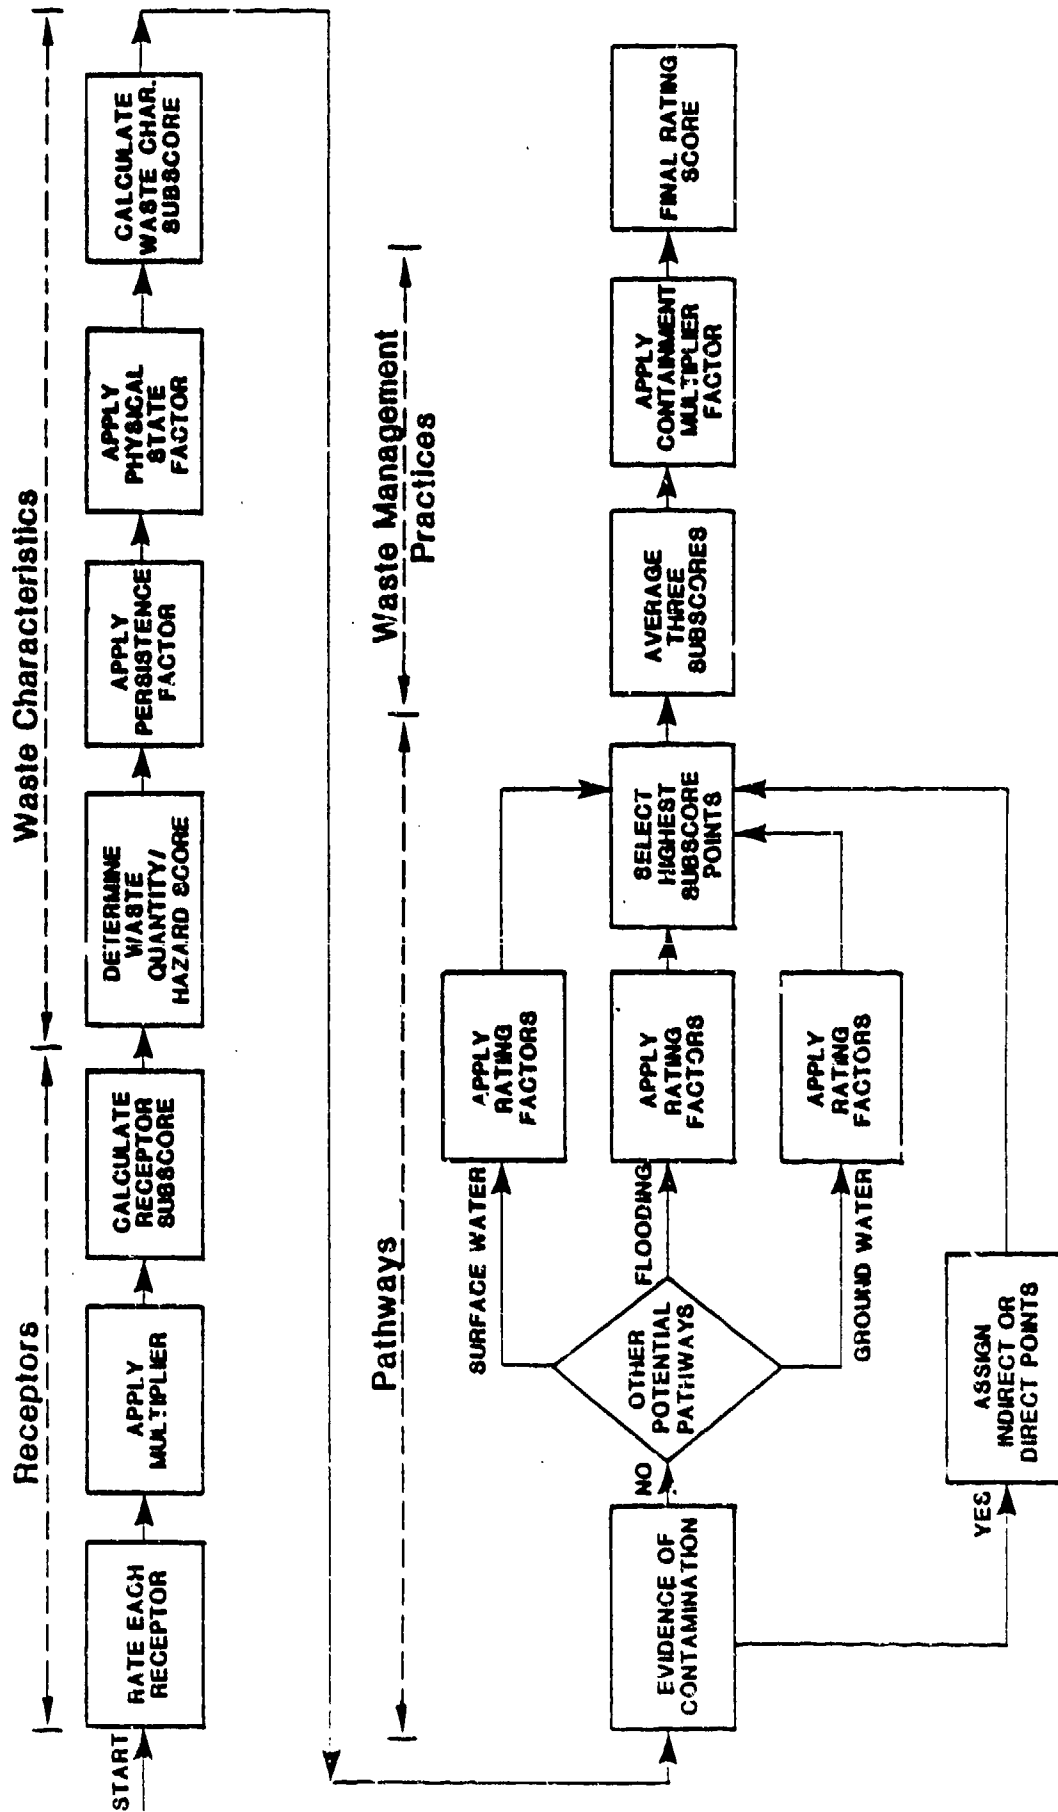 Receptors
Waste Characteristics
START
RATE EACH
RECEPTOR
APPLY
MULTIPLIER
CALCULATE
RECEPTOR
SUBSCORE
DETERMINE
WASTE
QUANTITY/
HAZARD SCORE
APPLY
PERSISTENCE
FACTOR
APPLY
PHYSICAL
STATE
FACTOR
CALCULATE
WASTE CHAR.
SUBSCORE
Pathways
Waste Management
Practices
EVIDENCE OF
CONTAMINATION
NO
YES
OTHER
POTENTIAL
PATHWAYS
SURFACE WATER
FLOODING
GROUND WATER
APPLY
RATING
FACTORS
APPLY
RATING
FACTORS
APPLY
RATING
FACTORS
ASSIGN
INDIRECT OR
DIRECT POINTS
SELECT
HIGHEST
SUBSCORE
POINTS
AVERAGE
THREE
SUBSCORES
APPLY
CONTAINMENT
MULTIPLIER
FACTOR
FINAL RATING
SCORE